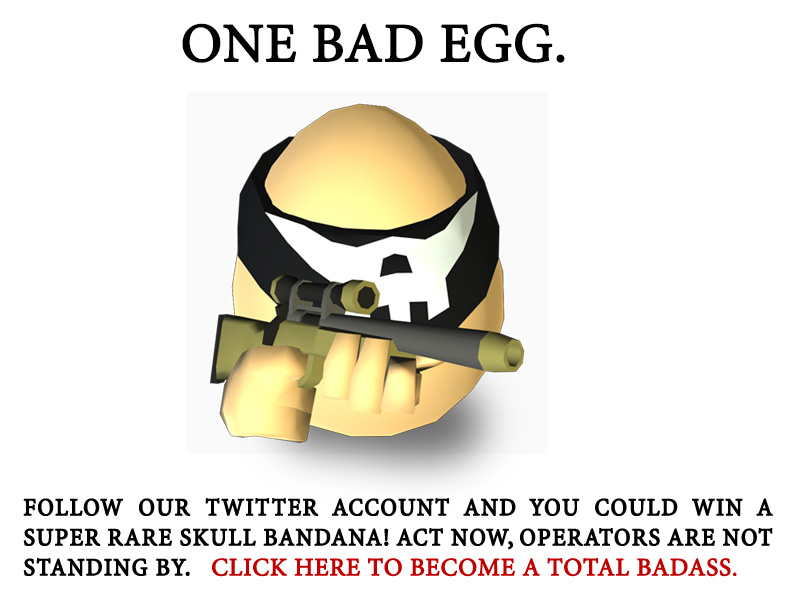 ONE BAD EGG.
FOLLOW OUR TWITTER ACCOUNT AND YOU COULD WIN A
SUPER RARE SKULL BANDANA! ACT NOW, OPERATORS ARE NOT
STANDING BY. CLICK HERE TO BECOME A TOTAL BADASS.